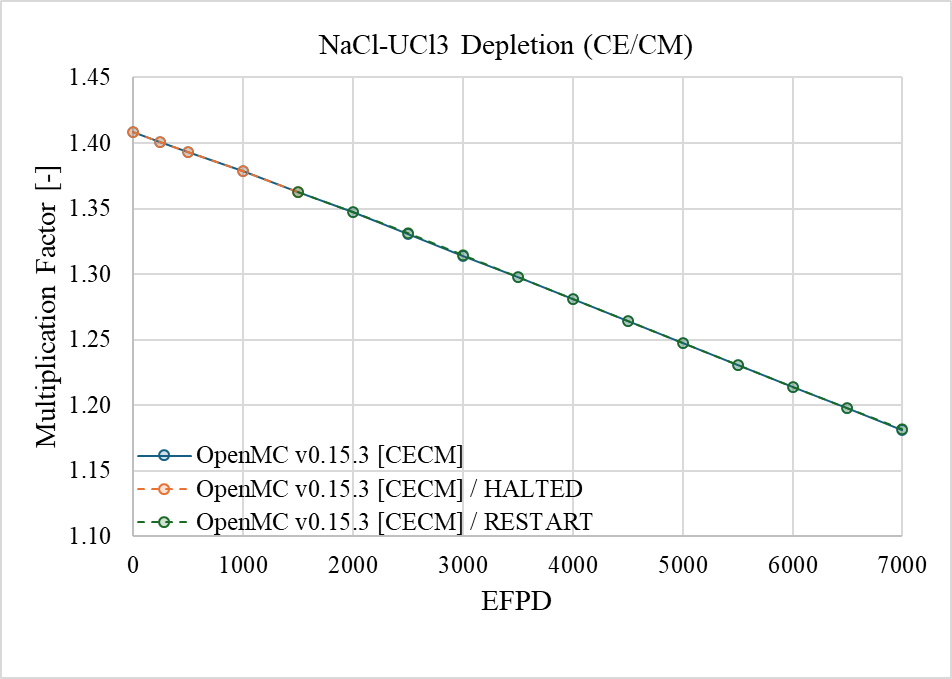 NaCl-UCl3 Depletion (CE/CM)
1.45
1.40
1.35
1.30
1.25
1.20
1.15
1.10
Multiplication Factor [-]
OpenMC v0.15.3 [CECM]
OpenMC v0.15.3 [CECM] / HALTED
OpenMC v0.15.3 [CECM] / RESTART
0 1000 2000 3000 4000 5000 6000 7000
EFPD